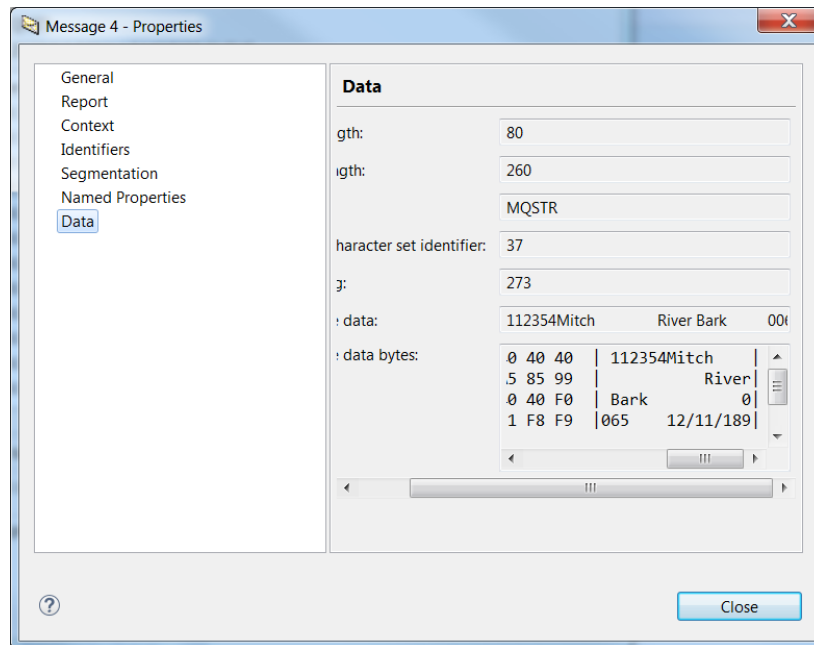 Message 4 - Properties
General
Report
Context
Identifiers
Segmentation
Named Properties
Data
Data
gth: 80
gth: 260
MQSTR
haracter set identifier: 37
g: 273
data: 112354Mitch River Bark 006
data bytes:
0 40 40 | 112354Mitch |
5 85 99 | River|
0 40 F0 | Bark 0|
1 F8 F9 |065 12/11/189|
Close